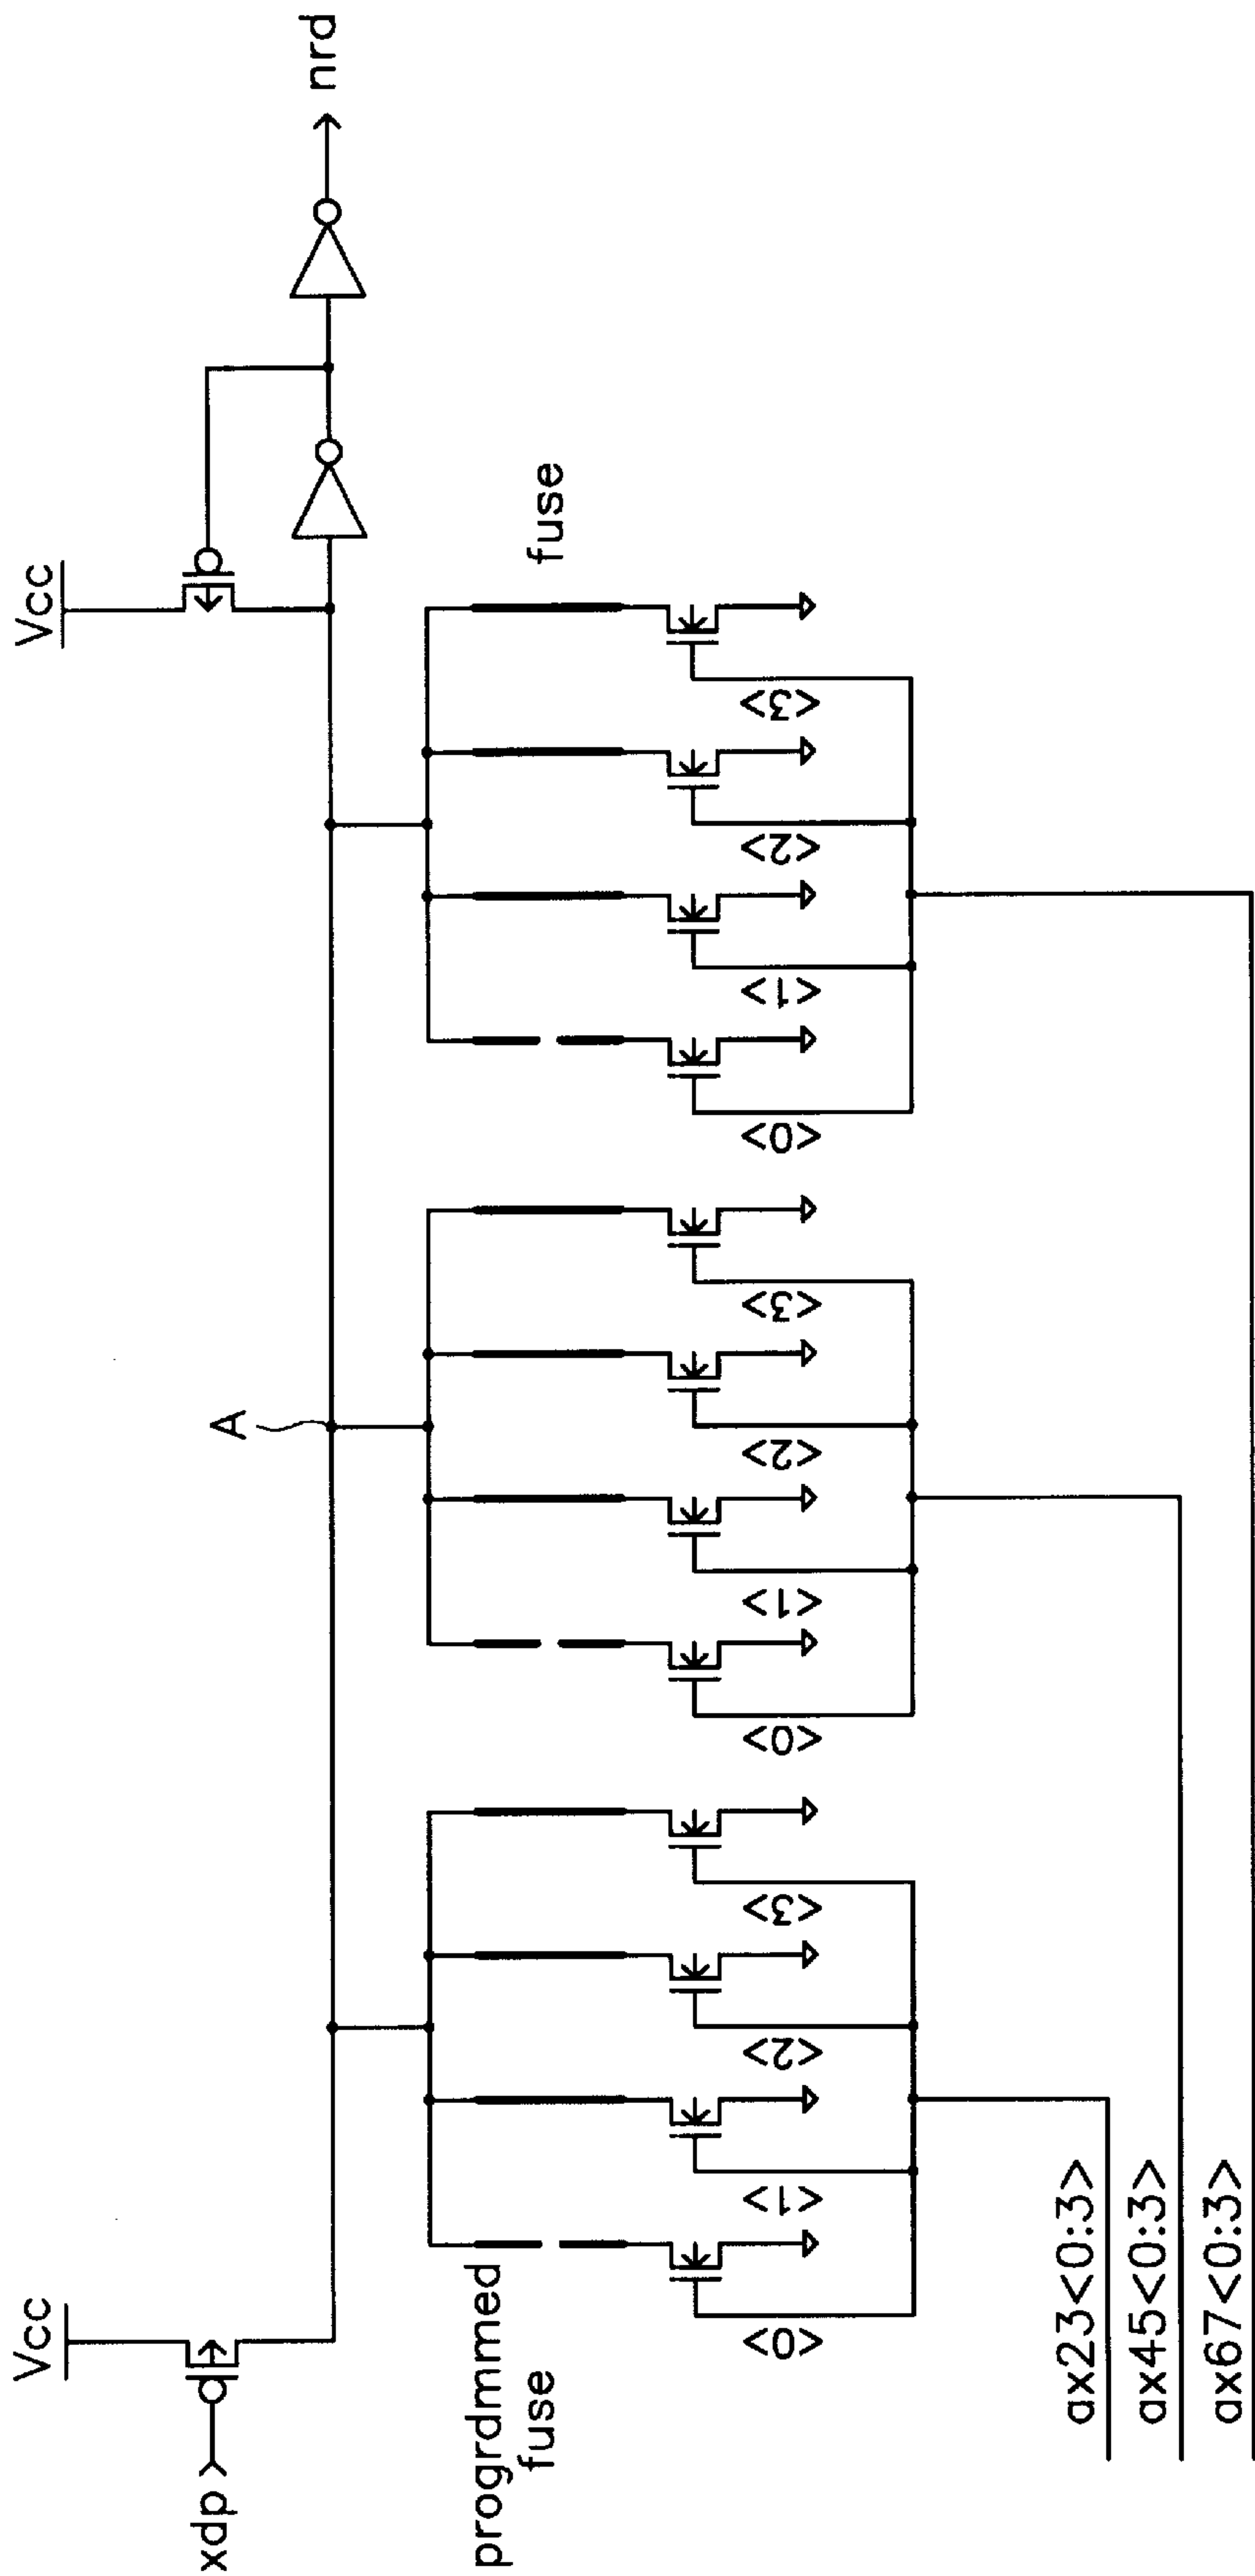 Vcc
Vcc
xdp
nrd
A
progrdmmed
fuse
fuse
<0>
<1>
<2>
<3>
<0>
<1>
<2>
<3>
<0>
<1>
<2>
<3>
ax23<0:3>
ax45<0:3>
ax67<0:3>